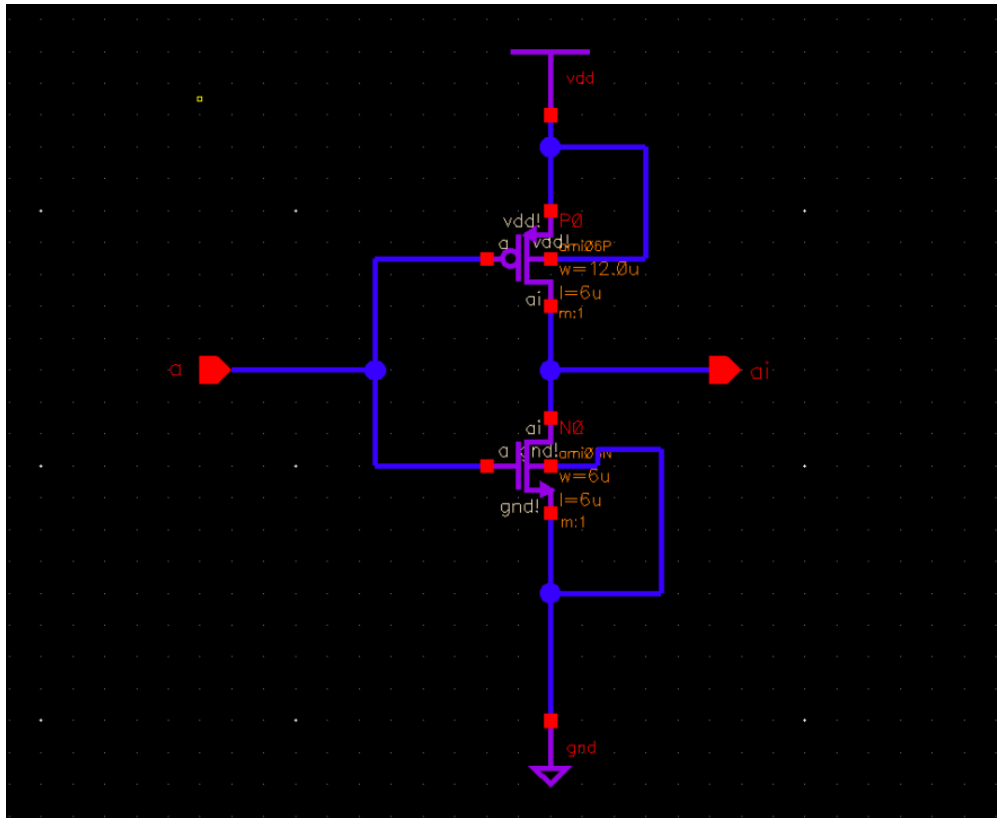 vdd
vdd!
P0
a
vdd!
ami06P
w=12.0u
l=6u
ai
m:1
a
ai
ai
N0
a
gnd!
w=6u
l=6u
gnd!
m:1
gnd